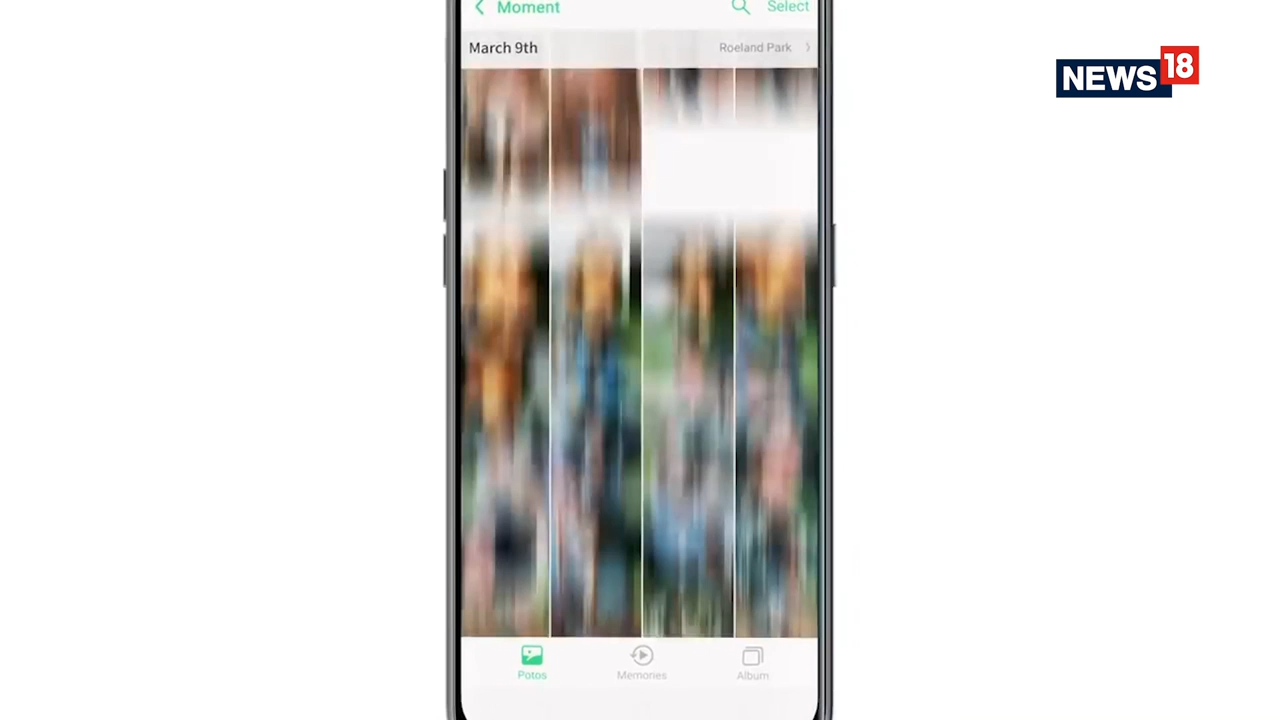 Moment
Select
March 9th
Roeland Park
NEWS18
Potos
Memories
Album